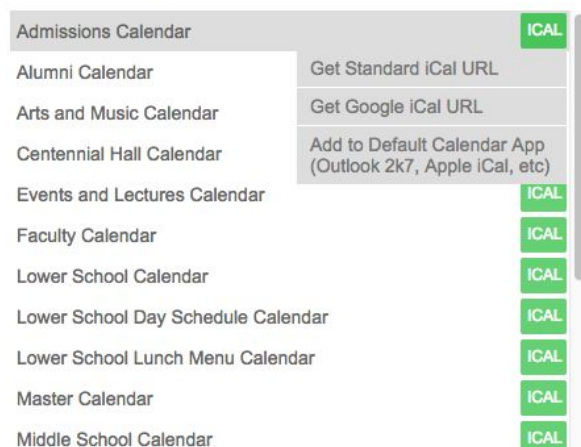 Admissions Calendar ICAL
Alumni Calendar Get Standard iCal URL
Arts and Music Calendar Get Google iCal URL
Centennial Hall Calendar Add to Default Calendar App
(Outlook 2k7, Apple iCal, etc)
Events and Lectures Calendar ICAL
Faculty Calendar ICAL
Lower School Calendar ICAL
Lower School Day Schedule Calendar ICAL
Lower School Lunch Menu Calendar ICAL
Master Calendar ICAL
Middle School Calendar ICAL